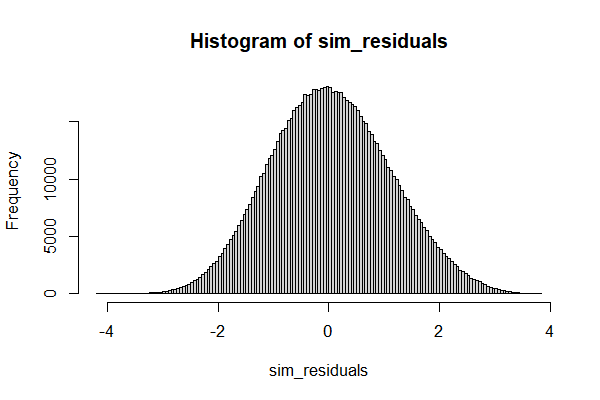 Histogram of sim_residuals
Frequency
10000
5000
0
-4 -2 0 2 4
sim_residuals